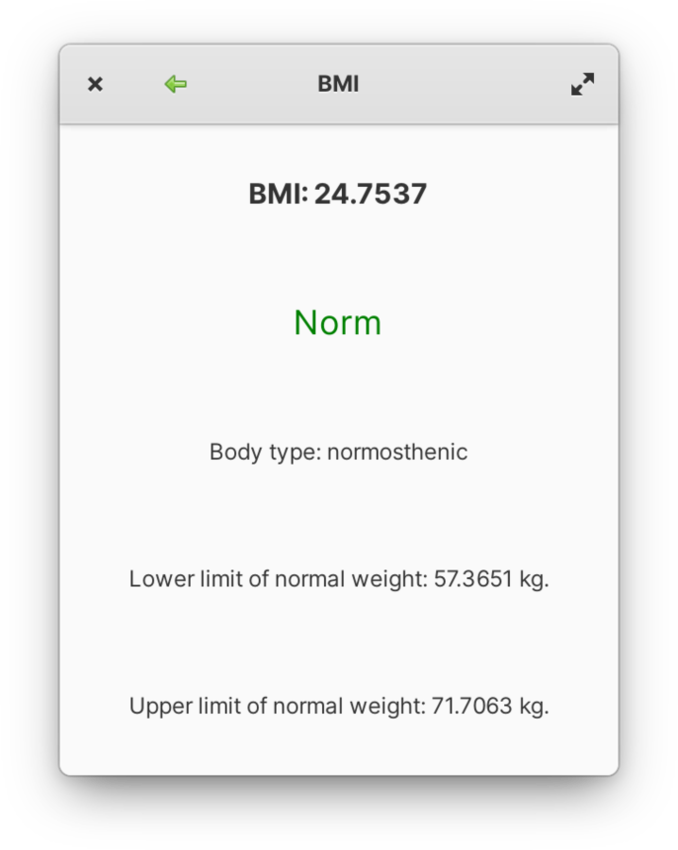 BMI
BMI: 24.7537
Norm
Body type: normosthenic
Lower limit of normal weight: 57.3651 kg.
Upper limit of normal weight: 71.7063 kg.